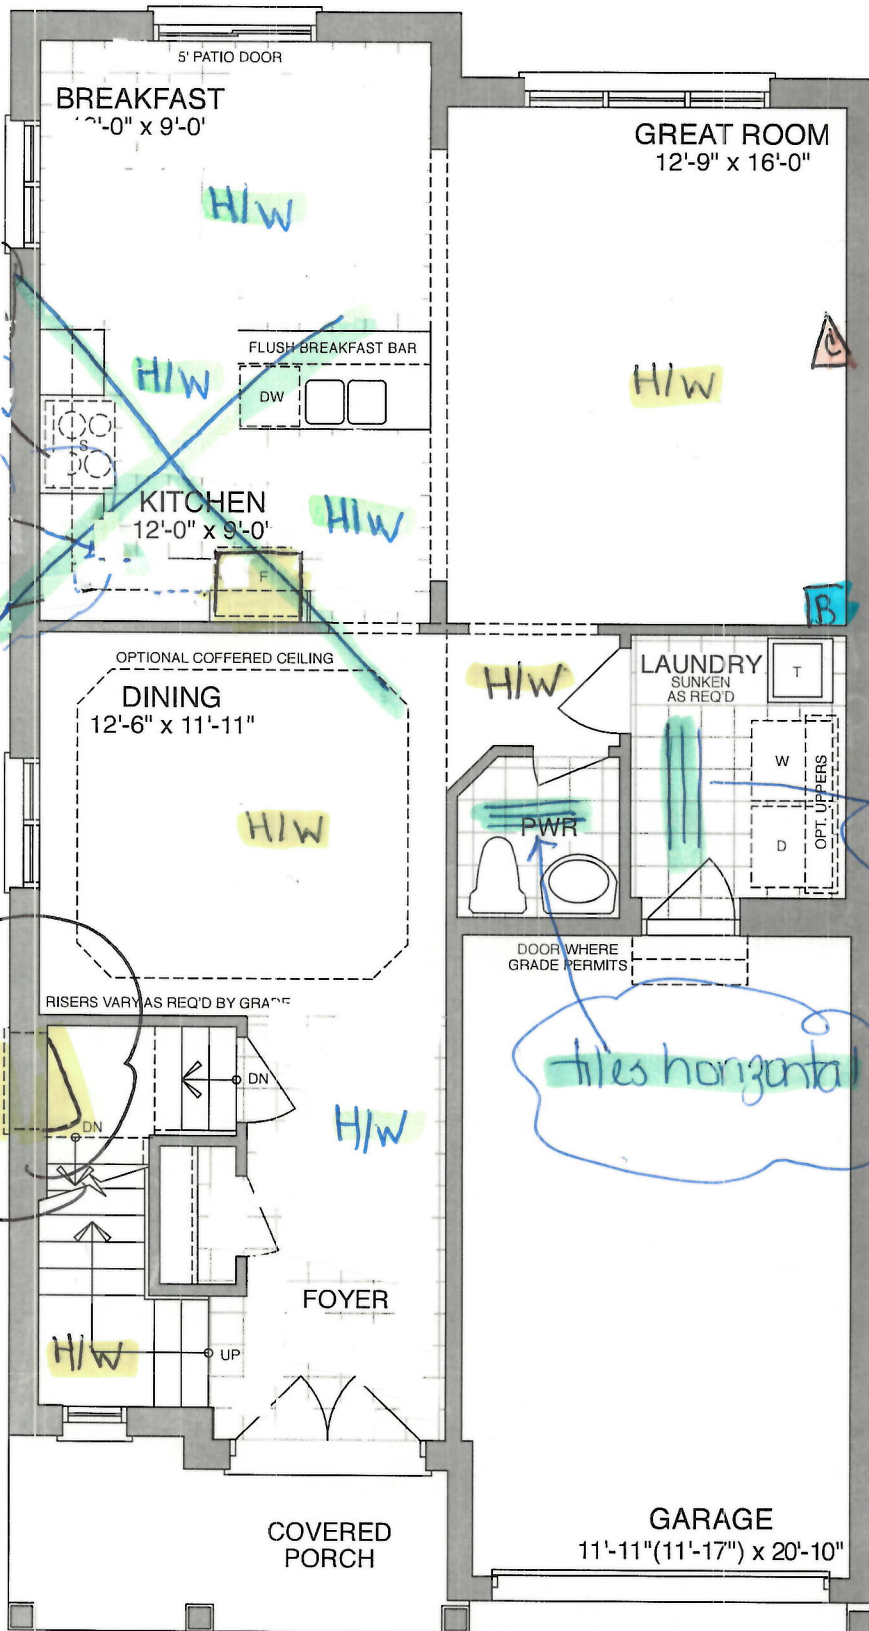 5' PATIO DOOR
BREAKFAST
'-0" x 9'-0'
GREAT ROOM
12'-9" x 16'-0"
H/W
FLUSH BREAKFAST BAR
H/W
DW
H/W
C
S
KITCHEN
12'-0" x 9'-0'
H/W
F
B
OPTIONAL COFFERED CEILING
DINING
12'-6" x 11'-11"
H/W
LAUNDRY
SUNKEN
AS REQ'D
T
W
OPT. UPPERS
D
H/W
PWR
DOOR WHERE
GRADE PERMITS
RISERS VARY AS REQ'D BY GRADE
tiles horizontal
DN
DN
H/W
FOYER
H/W
UP
COVERED
PORCH
GARAGE
11'-11"(11'-17") x 20'-10"